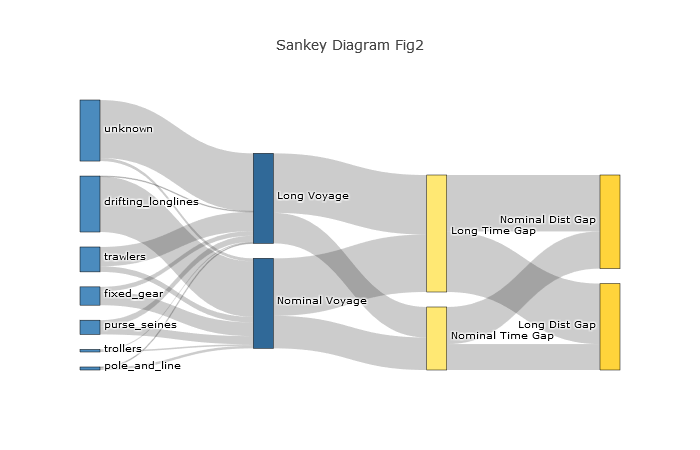 Sankey Diagram Fig2
unknown
drifting_longlines
trawlers
fixed_gear
purse_seines
trollers
pole_and_line
Long Voyage
Nominal Voyage
Long Time Gap
Nominal Time Gap
Nominal Dist Gap
Long Dist Gap